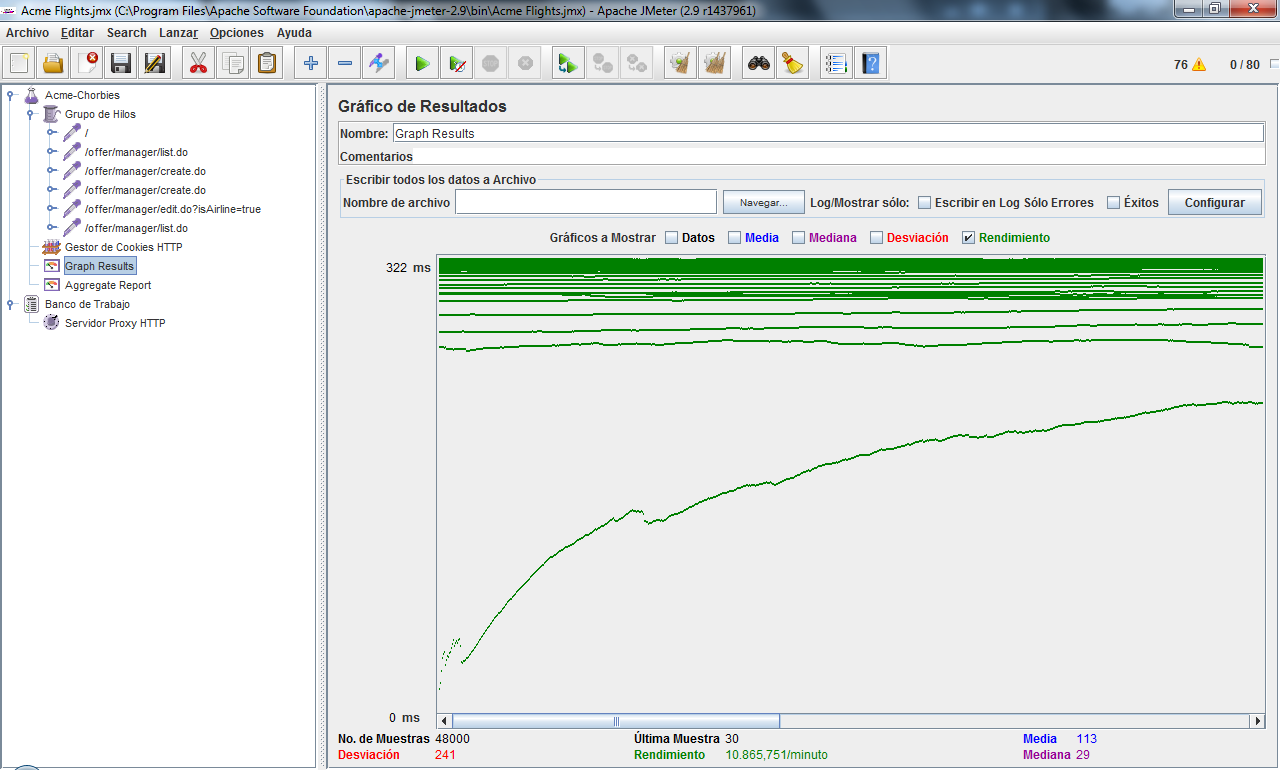 Acme Flights.jmx (C:\Program Files\Apache Software Foundation\apache-jmeter-2.9\bin\Acme Flights.jmx) - Apache JMeter (2.9 r1437961)
Archivo Editar Search Lanzar Opciones Ayuda
76 0 / 80
Acme-Chorbies
Grupo de Hilos
/
/offer/manager/list.do
/offer/manager/create.do
/offer/manager/create.do
/offer/manager/edit.do?isAirline=true
/offer/manager/list.do
Gestor de Cookies HTTP
Graph Results
Aggregate Report
Banco de Trabajo
Servidor Proxy HTTP
Gráfico de Resultados
Nombre: Graph Results
Comentarios
Escribir todos los datos a Archivo
Nombre de archivo Navegar... Log/Mostrar sólo: Escribir en Log Sólo Errores Éxitos Configurar
Gráficos a Mostrar Datos Media Mediana Desviación Rendimiento
322 ms
0 ms
No. de Muestras 48000 Última Muestra 30 Media 113
Desviación 241 Rendimiento 10.865,751/minuto Mediana 29